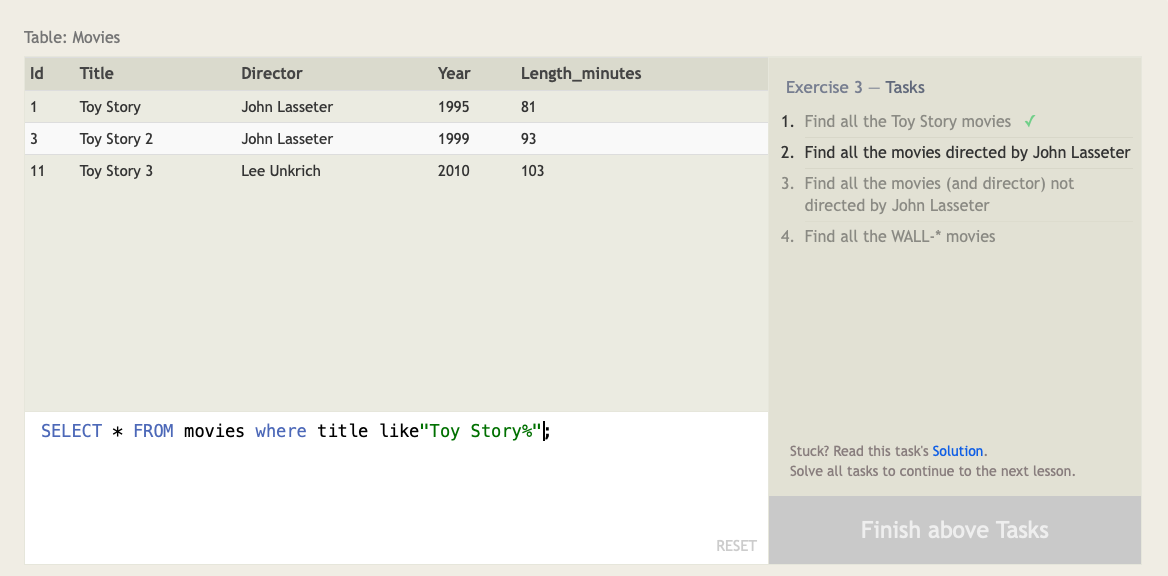 Table: Movies
Id Title Director Year Length_minutes
1 Toy Story John Lasseter 1995 81
3 Toy Story 2 John Lasseter 1999 93
11 Toy Story 3 Lee Unkrich 2010 103
SELECT * FROM movies where title like"Toy Story%";
RESET
Exercise 3 — Tasks
1. Find all the Toy Story movies ✓
2. Find all the movies directed by John Lasseter
3. Find all the movies (and director) not
directed by John Lasseter
4. Find all the WALL-* movies
Stuck? Read this task's Solution.
Solve all tasks to continue to the next lesson.
Finish above Tasks